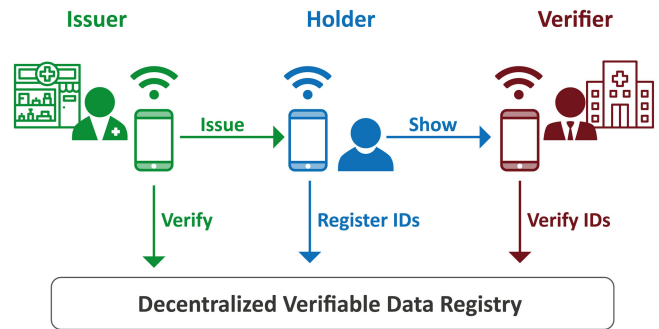 Issuer
Holder
Verifier
Issue
Show
Verify
Register IDs
Verify IDs
Decentralized Verifiable Data Registry